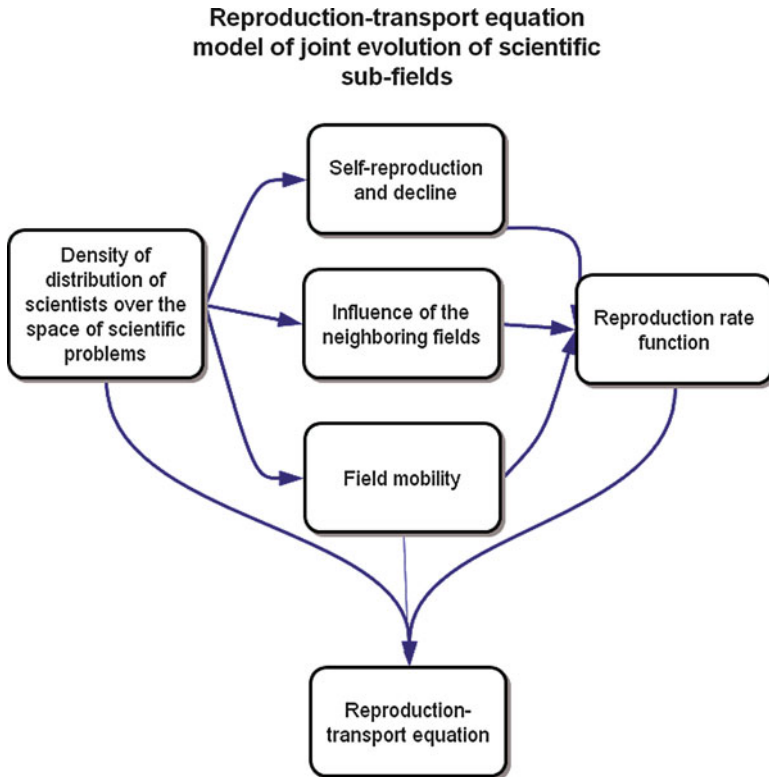 Reproduction-transport equation
model of joint evolution of scientific
sub-fields
Self-reproduction
and decline
Density of
distribution of
scientists over the
space of scientific
problems
Influence of the
neighboring fields
Reproduction rate
function
Field mobility
Reproduction-
transport equation